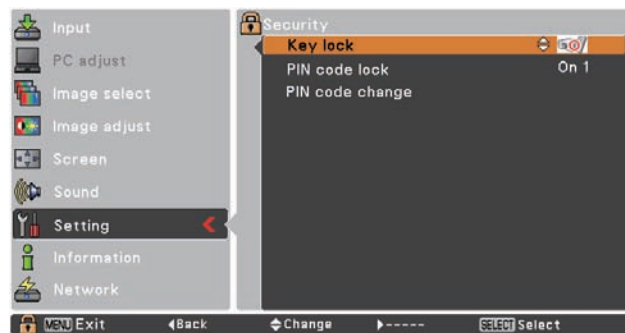 Input
PC adjust
Image select
Image adjust
Screen
Sound
Setting
Information
Network
Security
Key lock
PIN code lock On 1
PIN code change
MENU Exit Back Change ----- SELECT Select